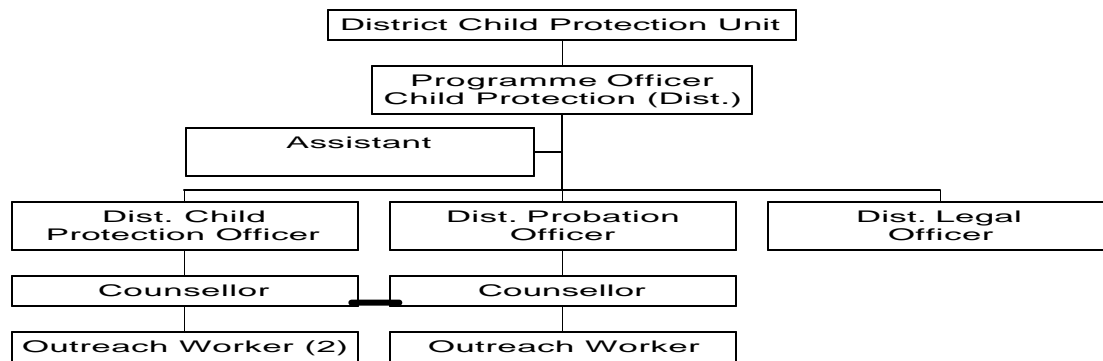 District Child Protection Unit
Programme Officer
Child Protection (Dist.)
Assistant
Dist. Child
Protection Officer
Dist. Probation
Officer
Dist. Legal
Officer
Counsellor
Counsellor
Outreach Worker (2)
Outreach Worker